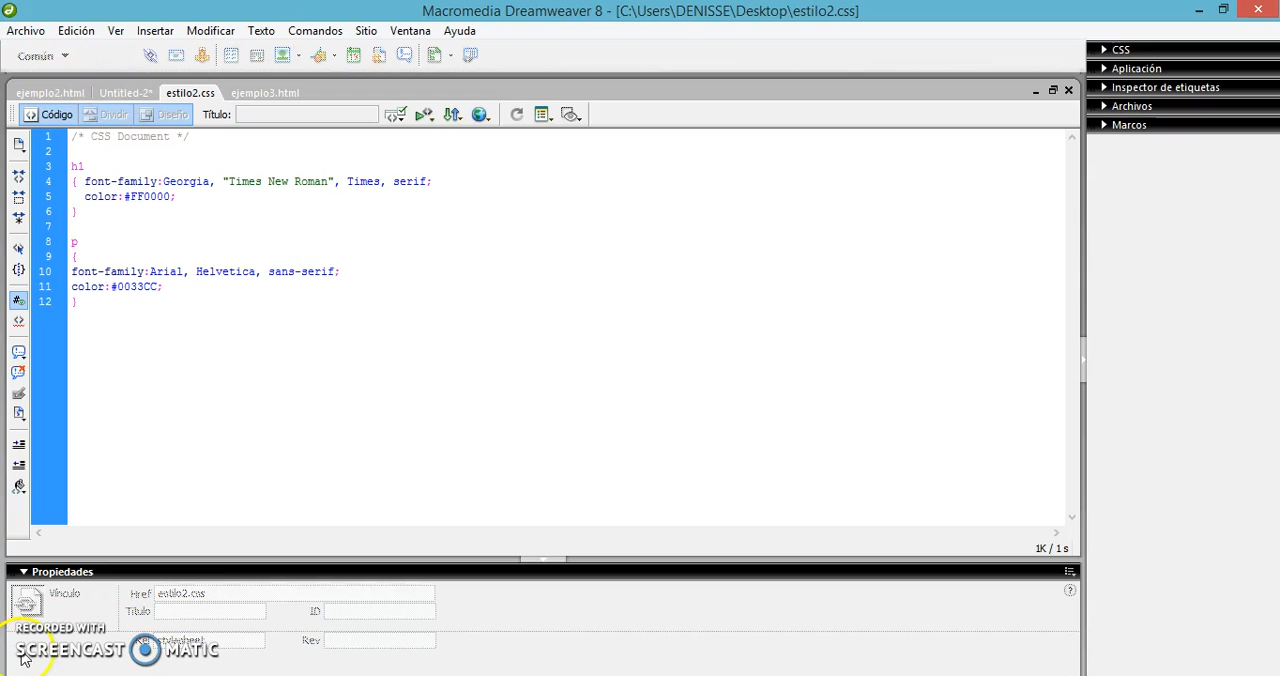 Macromedia Dreamweaver 8 - [C:\Users\DENISSE\Desktop\estilo2.css]
Archivo Edición Ver Insertar Modificar Texto Comandos Sitio Ventana Ayuda
Común
CSS
Aplicación
Inspector de etiquetas
Archivos
Marcos
ejemplo2.html Untitled-2* estilo2.css ejemplo3.html
Código Dividir Diseño Título:
1 /* CSS Document */
2
3 h1
4 { font-family:Georgia, "Times New Roman", Times, serif;
5 color:#FF0000;
6 }
7
8 p
9 {
10 font-family:Arial, Helvetica, sans-serif;
11 color:#0033CC;
12 }
1K / 1 s
Propiedades
Vínculo Href estilo2.css
Título ID
stylesheet Rev
RECORDED WITH
SCREENCAST MATIC